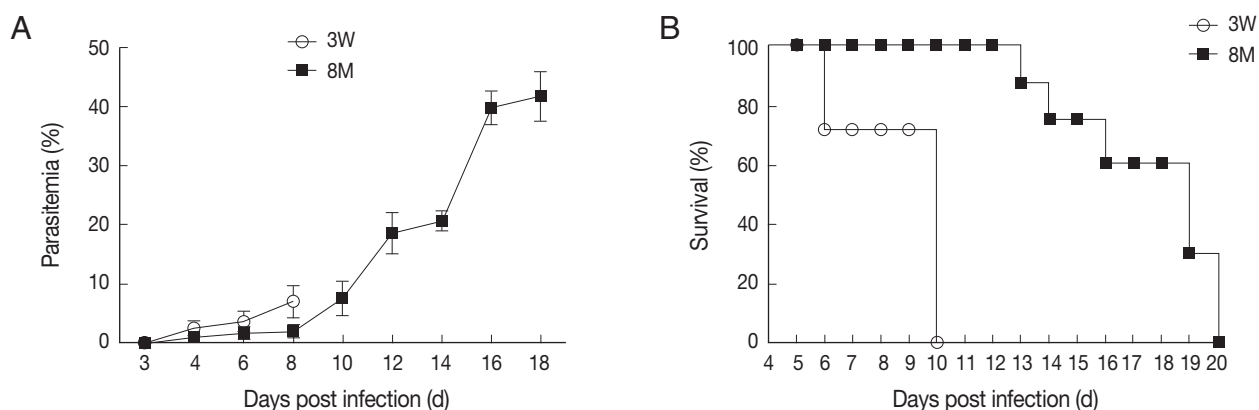 A
3W
8M
50
40
30
20
10
0
Parasitemia (%)
3 4 6 8 10 12 14 16 18
Days post infection (d)
B
3W
8M
100
80
60
40
20
0
Survival (%)
4 5 6 7 8 9 10 11 12 13 14 15 16 17 18 19 20
Days post infection (d)